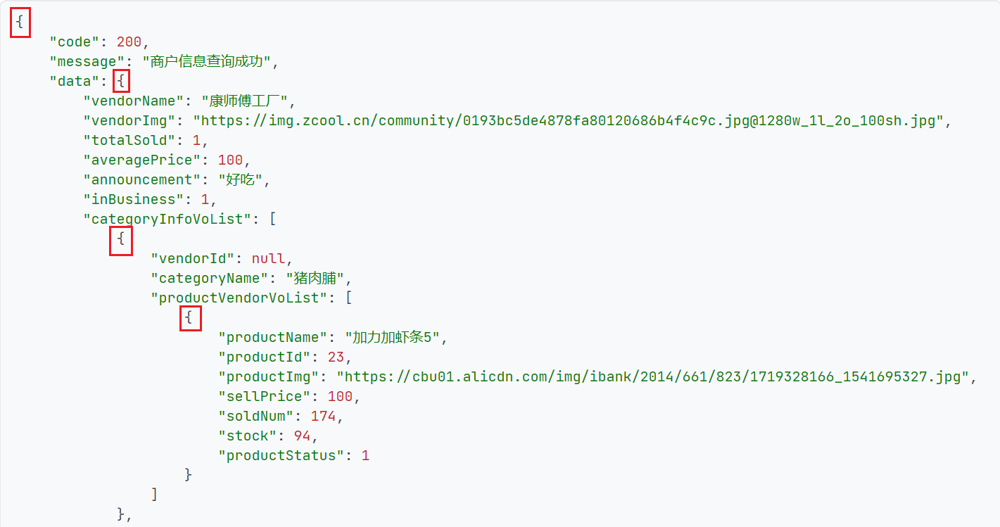 {
"code": 200,
"message": "商户信息查询成功",
"data": {
"vendorName": "康师傅工厂",
"vendorImg": "https://img.zcool.cn/community/0193bc5de4878fa80120686b4f4c9c.jpg@1280w_1l_2o_100sh.jpg",
"totalSold": 1,
"averagePrice": 100,
"announcement": "好吃",
"inBusiness": 1,
"categoryInfoVoList": [
{
"vendorId": null,
"categoryName": "猪肉脯",
"productVendorVoList": [
{
"productName": "加力加虾条5",
"productId": 23,
"productImg": "https://cbu01.alicdn.com/img/ibank/2014/661/823/1719328166_1541695327.jpg",
"sellPrice": 100,
"soldNum": 174,
"stock": 94,
"productStatus": 1
}
]
},